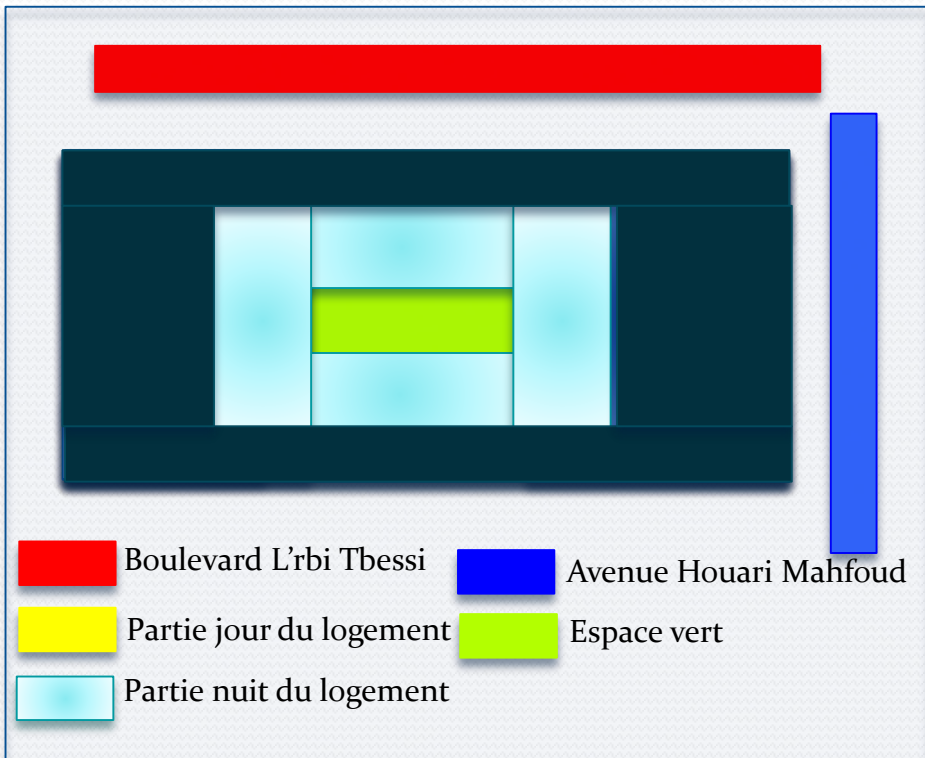 Boulevard L'rbi Tbessi
Avenue Houari Mahfoud
Partie jour du logement
Espace vert
Partie nuit du logement